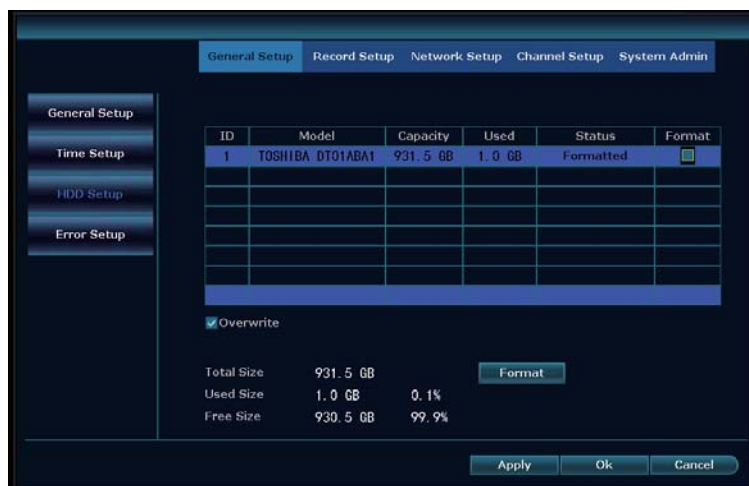 General Setup Record Setup Network Setup Channel Setup System Admin
General Setup
Time Setup
HDD Setup
Error Setup
ID Model Capacity Used Status Format
1 TOSHIBA DT01ABA1 931.5 GB 1.0 GB Formatted
Overwrite
Total Size 931.5 GB Format
Used Size 1.0 GB 0.1%
Free Size 930.5 GB 99.9%
Apply Ok Cancel